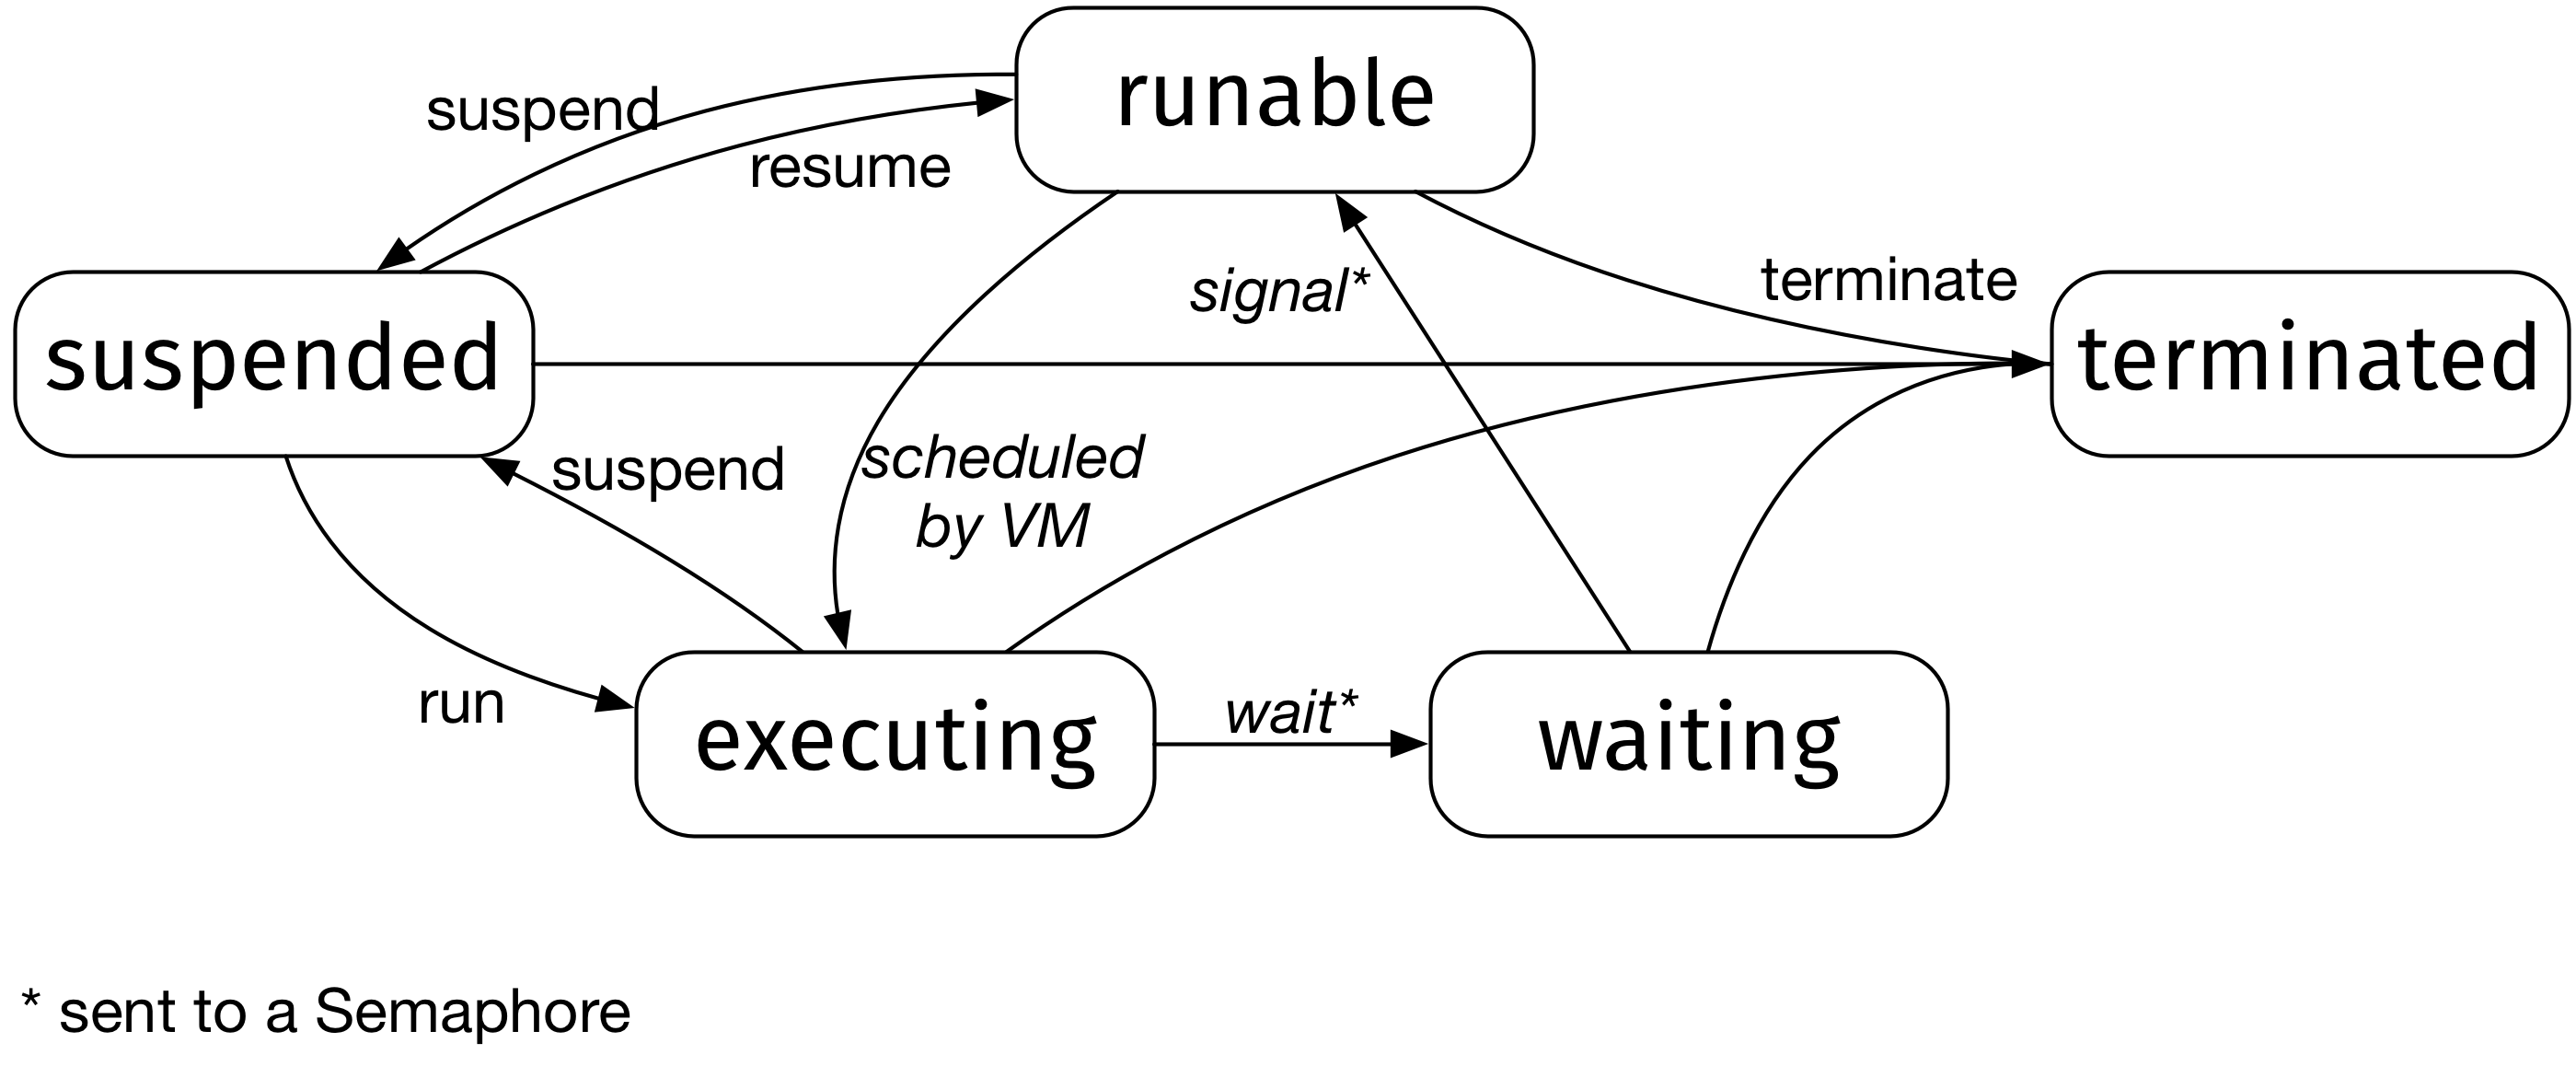 runable
suspend
resume
signal*
terminate
suspended
terminated
suspend
scheduled
by VM
run
executing
wait*
waiting
* sent to a Semaphore